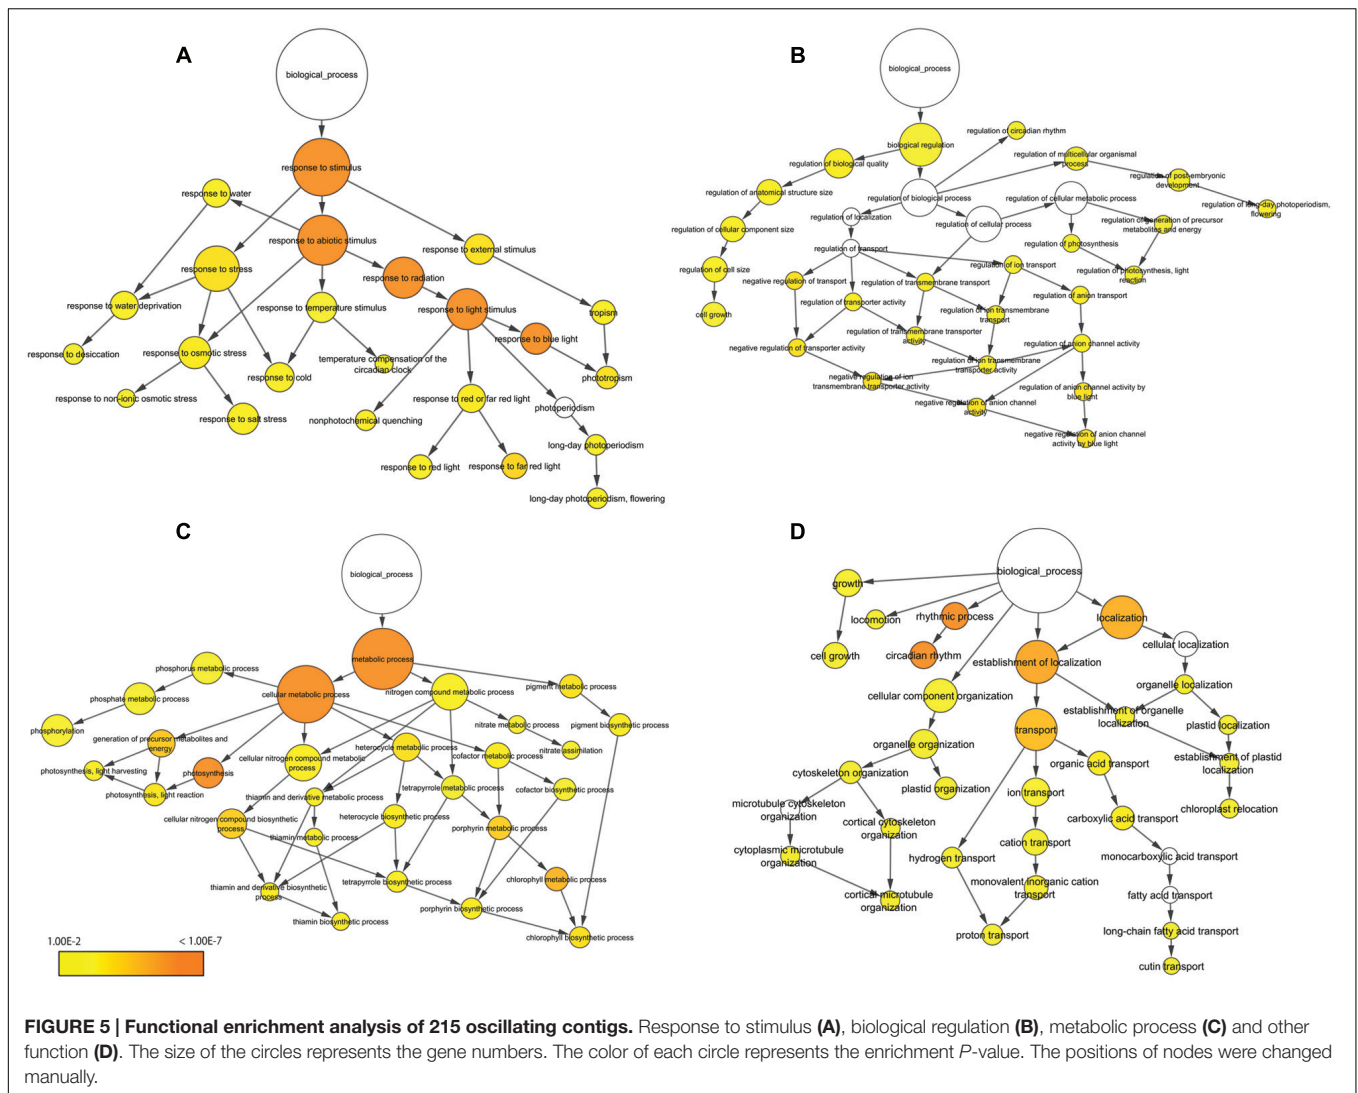 A
biological_process
response to stimulus
response to water
response to abiotic stimulus
response to external stimulus
response to stress
response to radiation
response to water deprivation
response to temperature stimulus
response to light stimulus
tropism
response to blue light
response to desiccation
response to osmotic stress
temperature compensation of the
circadian clock
response to cold
phototropism
response to non-ionic osmotic stress
response to red or far red light
photoperiodism
response to salt stress
nonphotochemical quenching
long-day photoperiodism
response to red light
response to far red light
long-day photoperiodism, flowering
B
biological_process
regulation of circadian rhythm
biological regulation
regulation of biological quality
regulation of multicellular organismal
process
regulation of post-embryonic
development
regulation of anatomical structure size
regulation of biological process
regulation of cellular metabolic process
regulation of long-day photoperiodism,
flowering
regulation of localization
regulation of cellular process
regulation of generation of precursor
metabolites and energy
regulation of cellular component size
regulation of transport
regulation of photosynthesis
regulation of cell size
regulation of ion transport
regulation of photosynthesis, light
reaction
negative regulation of transport
regulation of transmembrane transport
regulation of anion transport
regulation of transporter activity
cell growth
regulation of ion transmembrane
transport
regulation of transmembrane transporter
activity
negative regulation of transporter activity
regulation of anion channel activity
regulation of ion transmembrane
transporter activity
negative regulation of ion
transmembrane transporter activity
regulation of anion channel activity by
blue light
negative regulation of anion channel
activity
negative regulation of anion channel
activity by blue light
C
biological_process
metabolic process
phosphorus metabolic process
cellular metabolic process
nitrogen compound metabolic process
pigment metabolic process
phosphate metabolic process
nitrate metabolic process
pigment biosynthetic process
phosphorylation
generation of precursor metabolites and
energy
heterocycle metabolic process
nitrate assimilation
cellular nitrogen compound metabolic
process
cofactor metabolic process
photosynthesis, light harvesting
photosynthesis
photosynthesis, light reaction
thiamin and derivative metabolic process
tetrapyrrole metabolic process
cofactor biosynthetic process
cellular nitrogen compound biosynthetic
process
heterocycle biosynthetic process
thiamin metabolic process
porphyrin metabolic process
thiamin and derivative biosynthetic
process
tetrapyrrole biosynthetic process
chlorophyll metabolic process
thiamin biosynthetic process
porphyrin biosynthetic process
chlorophyll biosynthetic process
1.00E-2
< 1.00E-7
D
biological_process
growth
locomotion
rhythmic process
localization
cell growth
circadian rhythm
establishment of localization
cellular localization
cellular component organization
organelle localization
establishment of organelle
localization
plastid localization
transport
organelle organization
establishment of plastid
localization
organic acid transport
cytoskeleton organization
plastid organization
ion transport
chloroplast relocation
microtubule cytoskeleton
organization
cortical cytoskeleton
organization
carboxylic acid transport
cation transport
cytoplasmic microtubule
organization
hydrogen transport
monocarboxylic acid transport
monovalent inorganic cation
transport
cortical microtubule
organization
fatty acid transport
proton transport
long-chain fatty acid transport
cutin transport
FIGURE 5 | Functional enrichment analysis of 215 oscillating contigs. Response to stimulus (A), biological regulation (B), metabolic process (C) and other
function (D). The size of the circles represents the gene numbers. The color of each circle represents the enrichment P-value. The positions of nodes were changed
manually.